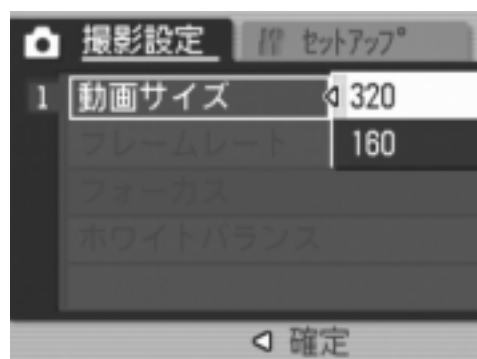 撮影設定 セットアップ
1 動画サイズ 320
フレームレート 160
フォーカス
ホワイトバランス
確定